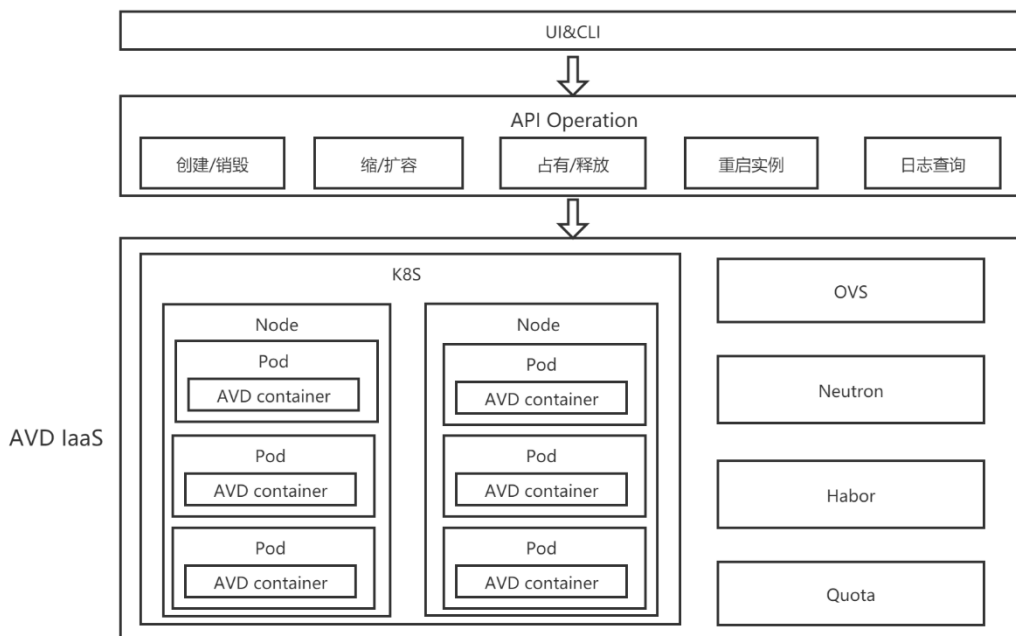 UI&CLI
API Operation
创建/销毁
缩/扩容
占有/释放
重启实例
日志查询
AVD IaaS
K8S
Node
Pod
AVD container
Pod
AVD container
Pod
AVD container
Node
Pod
AVD container
Pod
AVD container
Pod
AVD container
OVS
Neutron
Habor
Quota